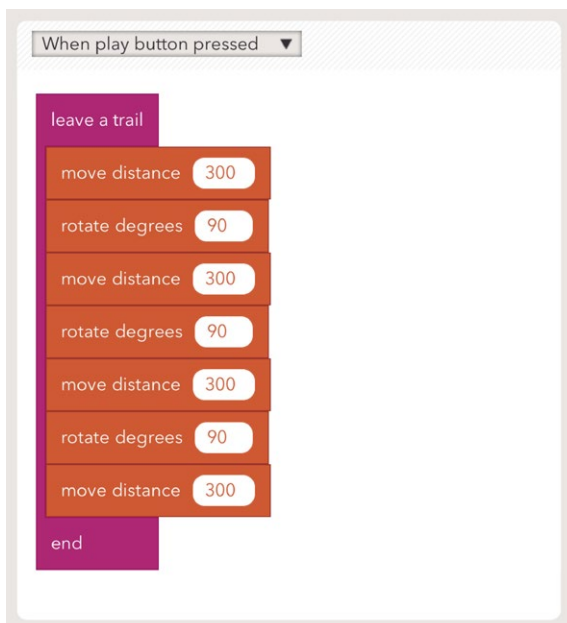 When play button pressed ▼
leave a trail
move distance 300
rotate degrees 90
move distance 300
rotate degrees 90
move distance 300
rotate degrees 90
move distance 300
end